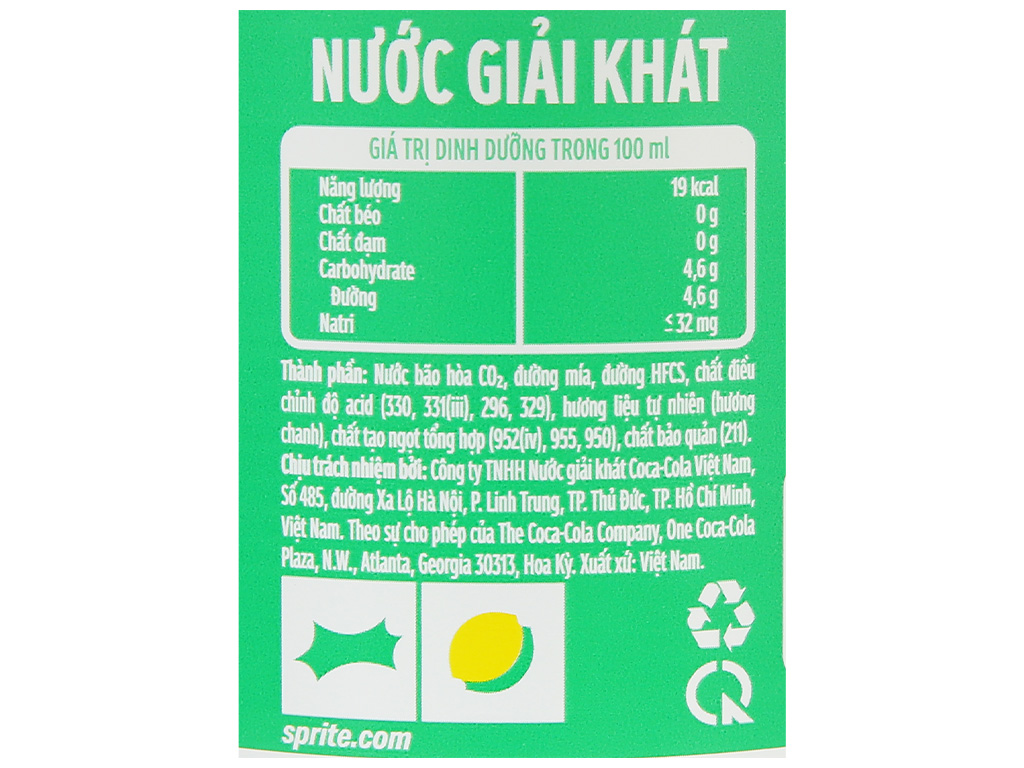 NƯỚC GIẢI KHÁT
GIÁ TRỊ DINH DƯỠNG TRONG 100 ml
Năng lượng 19 kcal
Chất béo 0 g
Chất đạm 0 g
Carbohydrate 4,6 g
Đường 4,6 g
Natri ≤ 32 mg
Thành phần: Nước bão hòa CO₂, đường mía, đường HFCS, chất điều
chỉnh độ acid (330, 331(iii), 296, 329), hương liệu tự nhiên (hương
chanh), chất tạo ngọt tổng hợp (952(iv), 955, 950), chất bảo quản (211).
Chịu trách nhiệm bởi: Công ty TNHH Nước giải khát Coca-Cola Việt Nam,
Số 485, đường Xa Lộ Hà Nội, P. Linh Trung, TP. Thủ Đức, TP. Hồ Chí Minh,
Việt Nam. Theo sự cho phép của The Coca-Cola Company, One Coca-Cola
Plaza, N.W., Atlanta, Georgia 30313, Hoa Kỳ. Xuất xứ: Việt Nam.
sprite.com